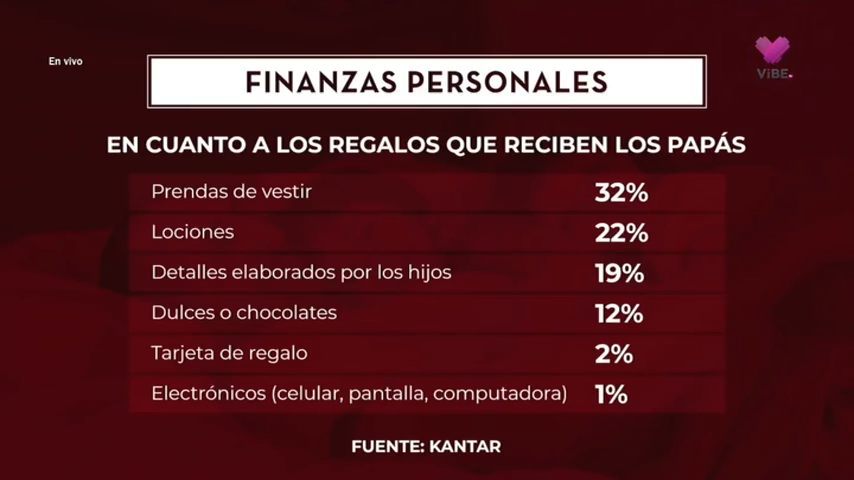 En vivo
ViBE
FINANZAS PERSONALES
EN CUANTO A LOS REGALOS QUE RECIBEN LOS PAPÁS
Prendas de vestir 32%
Lociones 22%
Detalles elaborados por los hijos 19%
Dulces o chocolates 12%
Tarjeta de regalo 2%
Electrónicos (celular, pantalla, computadora) 1%
FUENTE: KANTAR